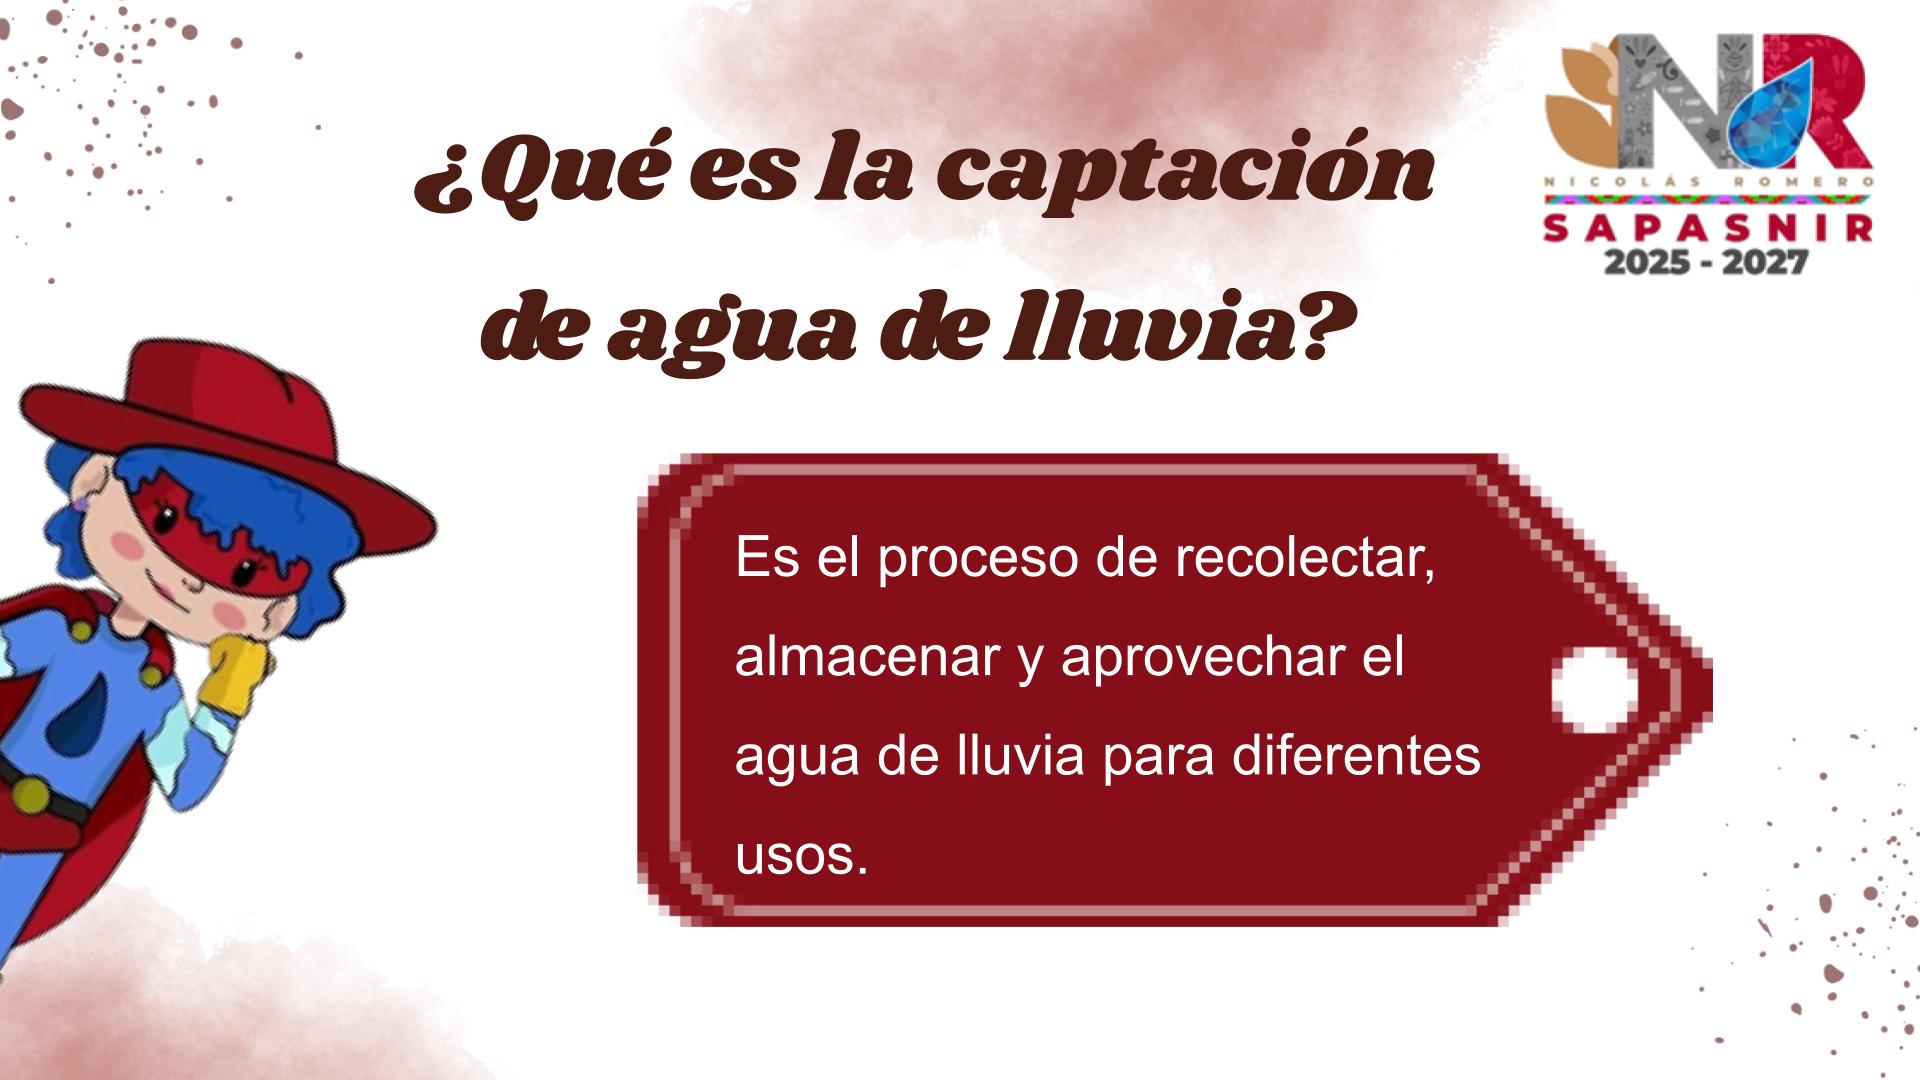 ¿Qué es la captación
de agua de lluvia?
NR
NICOLÁS ROMERO
SAPASNIR
2025 - 2027
Es el proceso de recolectar,
almacenar y aprovechar el
agua de lluvia para diferentes
usos.